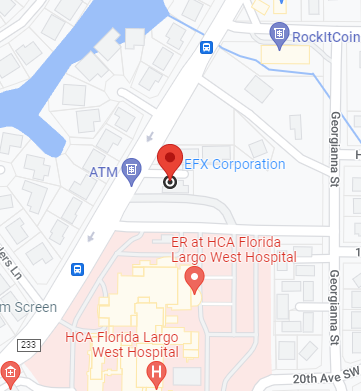 RockItCoin
Georgianna St
EFX Corporation
ATM
ER at HCA Florida
Largo West Hospital
Georgianna St
ers Ln
m Screen
HCA Florida Largo
West Hospital
H
233
20th Ave SW
1
H